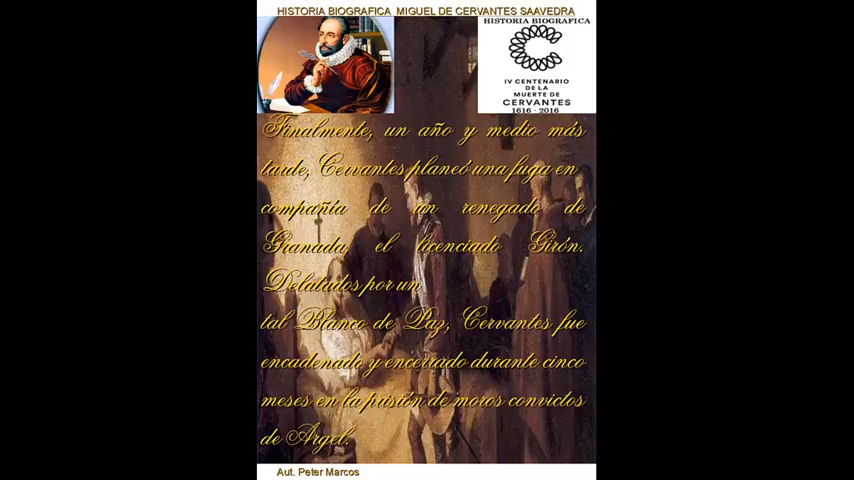 HISTORIA BIOGRAFICA MIGUEL DE CERVANTES SAAVEDRA
HISTORIA BIOGRAFICA
IV CENTENARIO
DE LA
MUERTE DE
CERVANTES
1616 - 2016
Finalmente, un año y medio más
tarde, Cervantes planeó una fuga en
compañía de un renegado de
Granada, el licenciado Girón.
Delatados por un
tal Blanco de Paz, Cervantes fue
encadenado y encerrado durante cinco
meses en la prisión de moros convictos
de Argel.
Aut. Peter Marcos